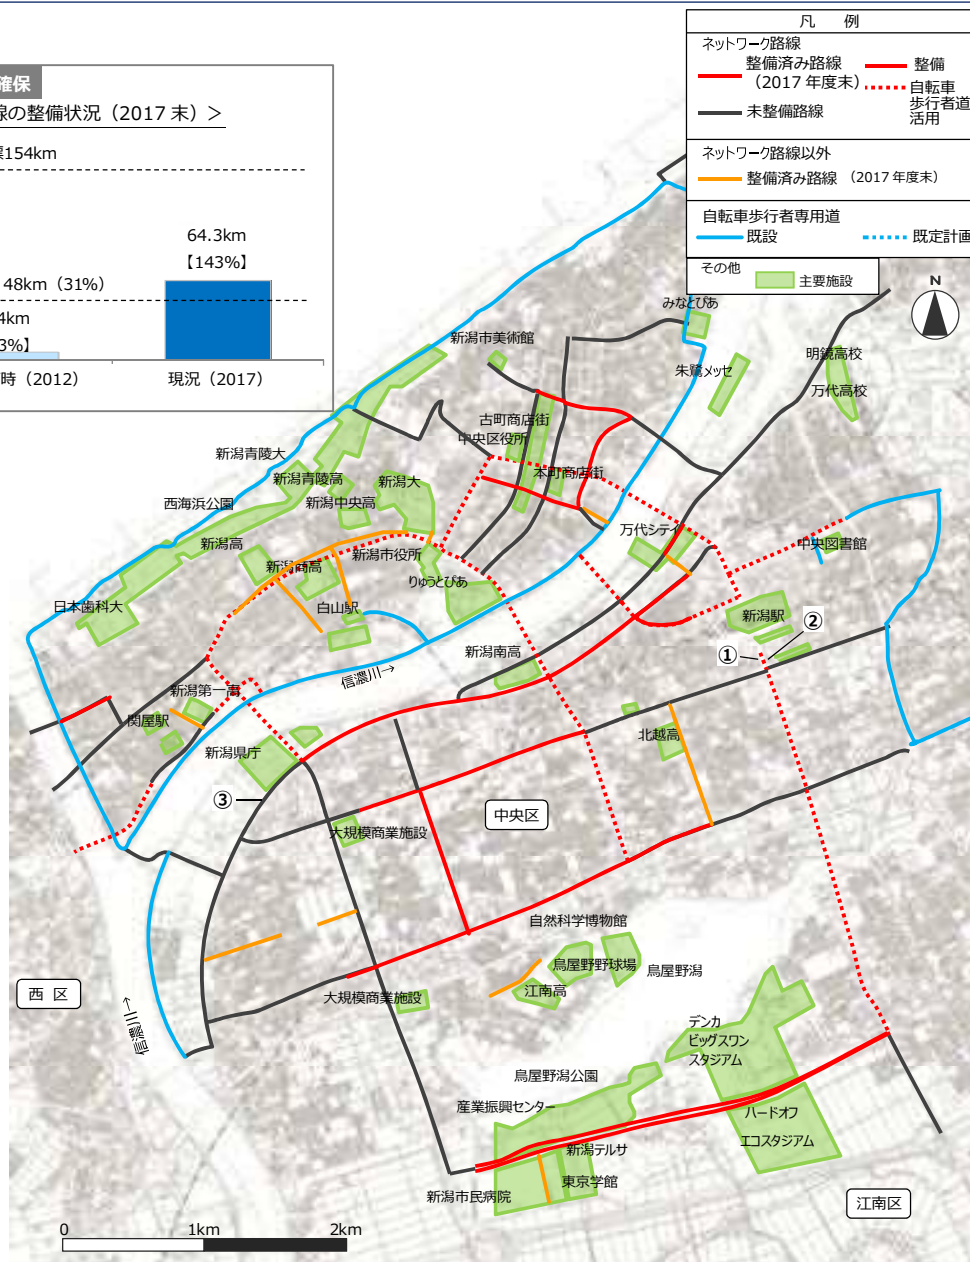 凡　例
ネットワーク路線
整備済み路線
（2017 年度末）
整備
自転車
歩行者道
活用
未整備路線
ネットワーク路線以外
整備済み路線 （2017 年度末）
自転車歩行者専用道
既設
既定計画
その他
主要施設
N
確保
線の整備状況（2017 末）＞
154km
64.3km
【143%】
48km（31%）
4km
3%】
時（2012）
現況（2017）
みなとぴあ
新潟市美術館
朱鷺メッセ
明鏡高校
万代高校
古町商店街
中央区役所
本町商店街
新潟青陵大
新潟青陵高
新潟大
西海浜公園
新潟中央高
万代シテイ
新潟高
新潟市役所
中央図書館
新潟商高
りゅうとぴあ
日本歯科大
白山駅
新潟駅
②
①
新潟南高
信濃川→
新潟第一高
関屋駅
新潟県庁
北越高
③
中央区
大規模商業施設
自然科学博物館
鳥屋野野球場
鳥屋野潟
江南高
西 区
大規模商業施設
信濃川→
デンカ
ビッグスワン
スタジアム
鳥屋野潟公園
産業振興センター
ハードオフ
エコスタジアム
新潟テルサ
東京学館
新潟市民病院
江南区
0
1km
2km